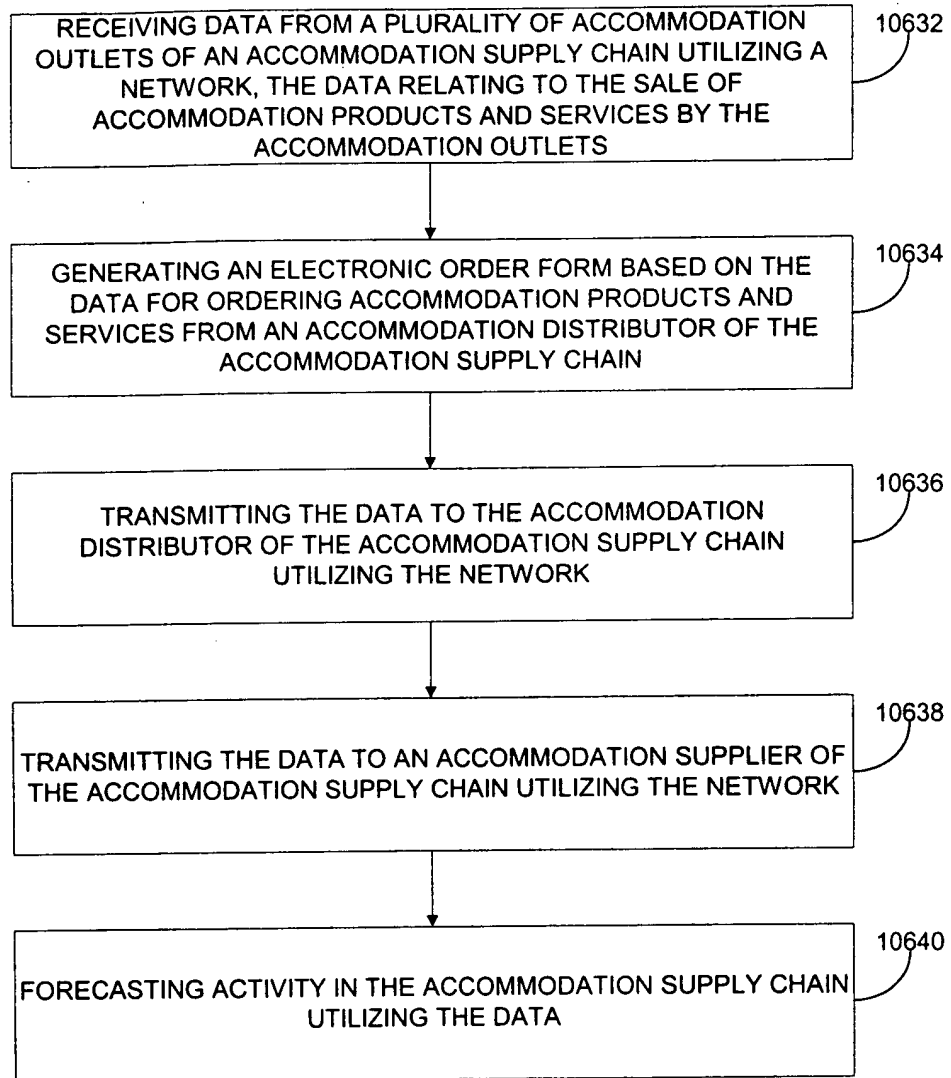 RECEIVING DATA FROM A PLURALITY OF ACCOMMODATION
OUTLETS OF AN ACCOMMODATION SUPPLY CHAIN UTILIZING A
NETWORK, THE DATA RELATING TO THE SALE OF
ACCOMMODATION PRODUCTS AND SERVICES BY THE
ACCOMMODATION OUTLETS
10632
GENERATING AN ELECTRONIC ORDER FORM BASED ON THE
DATA FOR ORDERING ACCOMMODATION PRODUCTS AND
SERVICES FROM AN ACCOMMODATION DISTRIBUTOR OF THE
ACCOMMODATION SUPPLY CHAIN
10634
TRANSMITTING THE DATA TO THE ACCOMMODATION
DISTRIBUTOR OF THE ACCOMMODATION SUPPLY CHAIN
UTILIZING THE NETWORK
10636
TRANSMITTING THE DATA TO AN ACCOMMODATION SUPPLIER OF
THE ACCOMMODATION SUPPLY CHAIN UTILIZING THE NETWORK
10638
FORECASTING ACTIVITY IN THE ACCOMMODATION SUPPLY CHAIN
UTILIZING THE DATA
10640